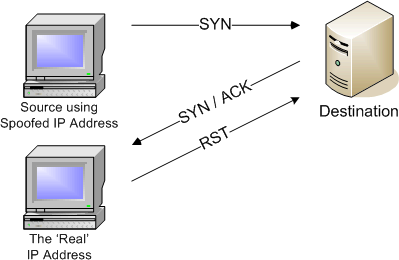 SYN
Source using
Spoofed IP Address
Destination
SYN / ACK
RST
The ‘Real’
IP Address